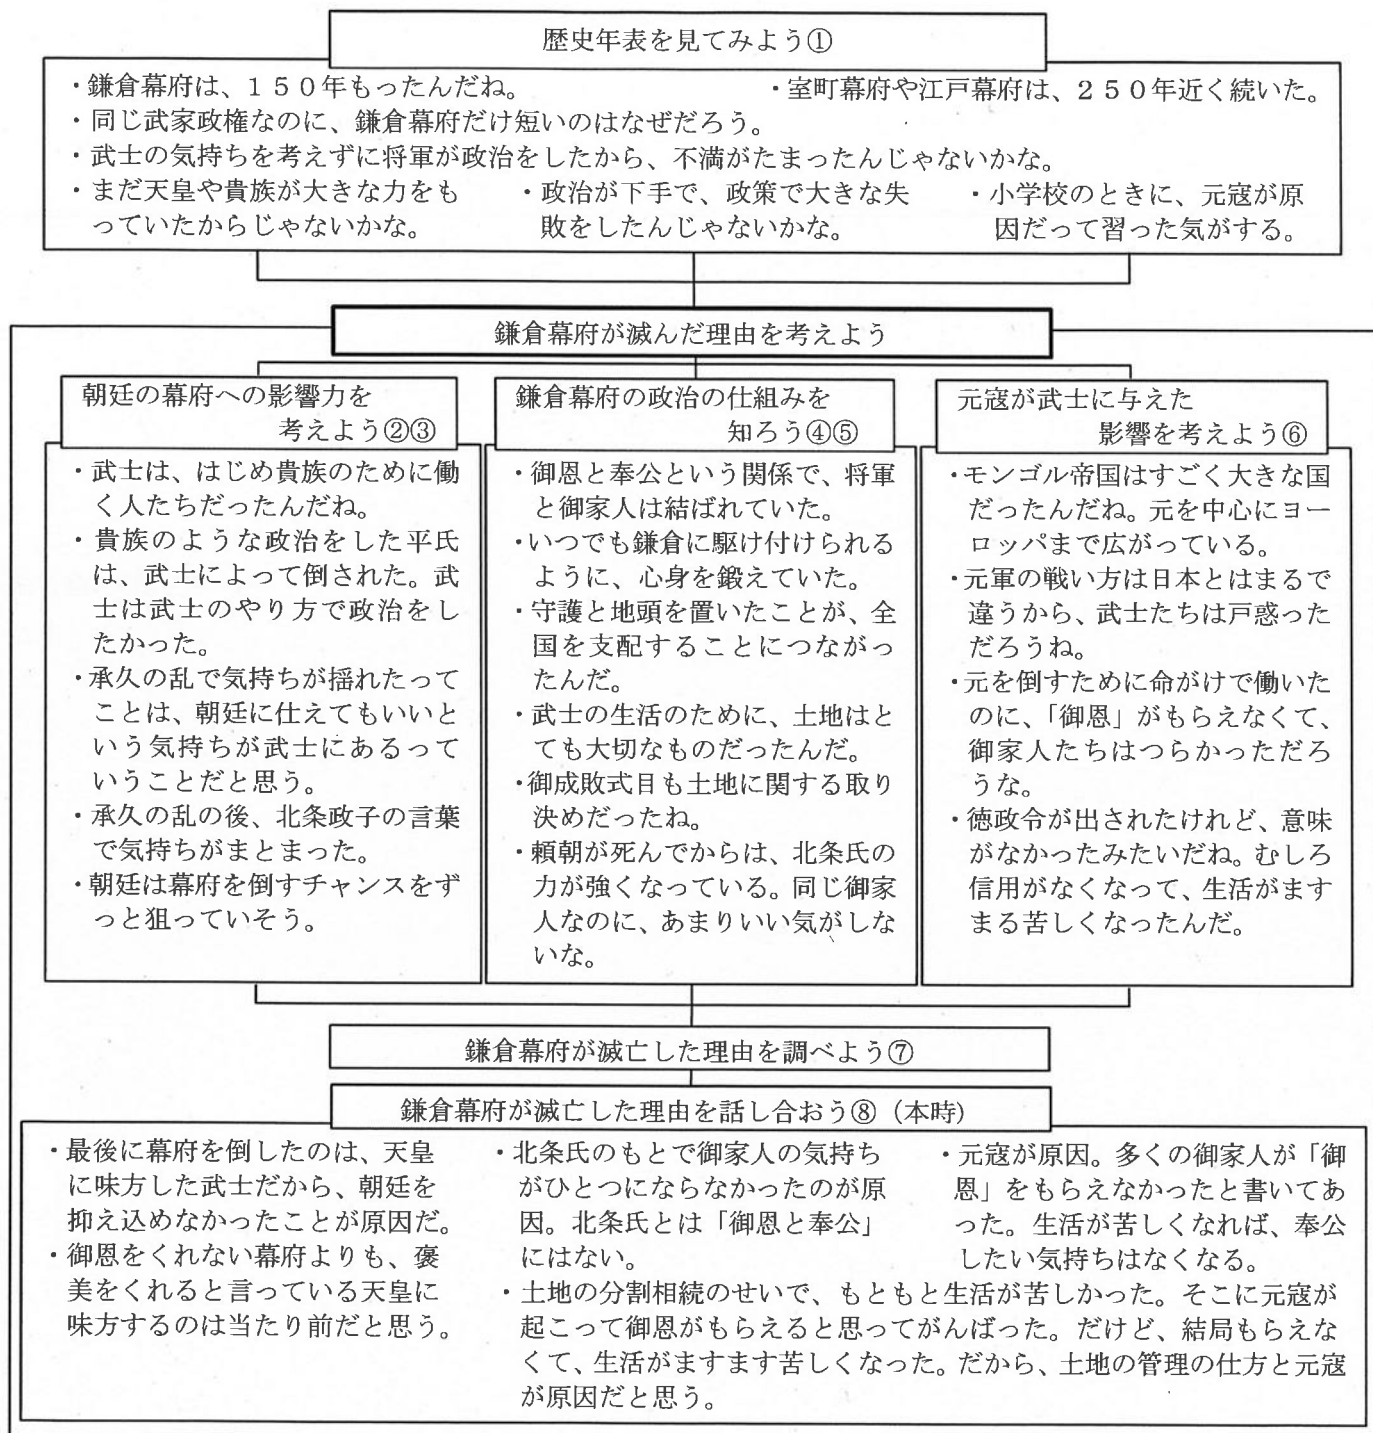 歴史年表を見てみよう①
・鎌倉幕府は、１５０年もったんだね。
・室町幕府や江戸幕府は、２５０年近く続いた。
・同じ武家政権なのに、鎌倉幕府だけ短いのはなぜだろう。
・武士の気持ちを考えずに将軍が政治をしたから、不満がたまったんじゃないかな。
・まだ天皇や貴族が大きな力をも
っていたからじゃないかな。
・政治が下手で、政策で大きな失
敗をしたんじゃないかな。
・小学校のときに、元寇が原
因だって習った気がする。
鎌倉幕府が滅んだ理由を考えよう
朝廷の幕府への影響力を
考えよう②③
・武士は、はじめ貴族のために働
く人たちだったんだね。
・貴族のような政治をした平氏
は、武士によって倒された。武
士は武士のやり方で政治をし
たかった。
・承久の乱で気持ちが揺れたって
ことは、朝廷に仕えてもいいと
いう気持ちが武士にあるって
いうことだと思う。
・承久の乱の後、北条政子の言葉
で気持ちがまとまった。
・朝廷は幕府を倒すチャンスをず
っと狙っていそう。
鎌倉幕府の政治の仕組みを
知ろう④⑤
・御恩と奉公という関係で、将軍
と御家人は結ばれていた。
・いつでも鎌倉に駆け付けられる
ように、心身を鍛えていた。
・守護と地頭を置いたことが、全
国を支配することにつながっ
たんだ。
・武士の生活のために、土地はと
ても大切なものだったんだ。
・御成敗式目も土地に関する取り
決めだったね。
・頼朝が死んでからは、北条氏の
力が強くなっている。同じ御家
人なのに、あまりいい気がしな
いな。
元寇が武士に与えた
影響を考えよう⑥
・モンゴル帝国はすごく大きな国
だったんだね。元を中心にヨー
ロッパまで広がっている。
・元軍の戦い方は日本とはまるで
違うから、武士たちは戸惑った
だろうね。
・元を倒すために命がけで働いた
のに、「御恩」がもらえなくて、
御家人たちはつらかっただろ
うな。
・徳政令が出されたけれど、意味
がなかったみたいだね。むしろ
信用がなくなって、生活がます
まる苦しくなったんだ。
鎌倉幕府が滅亡した理由を調べよう⑦
鎌倉幕府が滅亡した理由を話し合おう⑧（本時）
・最後に幕府を倒したのは、天皇
に味方した武士だから、朝廷を
抑え込めなかったことが原因だ。
・御恩をくれない幕府よりも、褒
美をくれると言っている天皇に
味方するのは当たり前だと思う。
・北条氏のもとで御家人の気持ち
がひとつにならなかったのが原
因。北条氏とは「御恩と奉公」
にはない。
・元寇が原因。多くの御家人が「御
恩」をもらえなかったと書いてあ
った。生活が苦しくなれば、奉公
したい気持ちはなくなる。
・土地の分割相続のせいで、もともと生活が苦しかった。そこに元寇が
起こって御恩がもらえると思ってがんばった。だけど、結局もらえな
くて、生活がますます苦しくなった。だから、土地の管理の仕方と元寇
が原因だと思う。